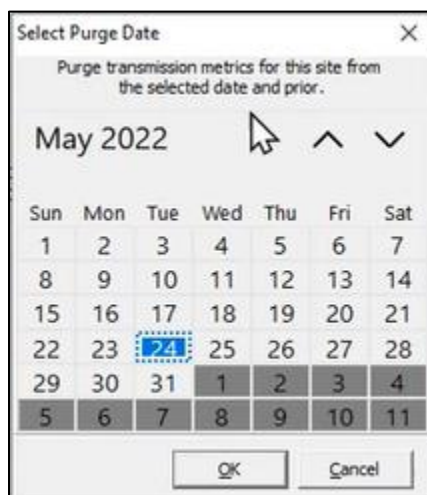 Select Purge Date
Purge transmission metrics for this site from
the selected date and prior.
May 2022
Sun Mon Tue Wed Thu Fri Sat
1 2 3 4 5 6 7
8 9 10 11 12 13 14
15 16 17 18 19 20 21
22 23 24 25 26 27 28
29 30 31 1 2 3 4
5 6 7 8 9 10 11
OK Cancel